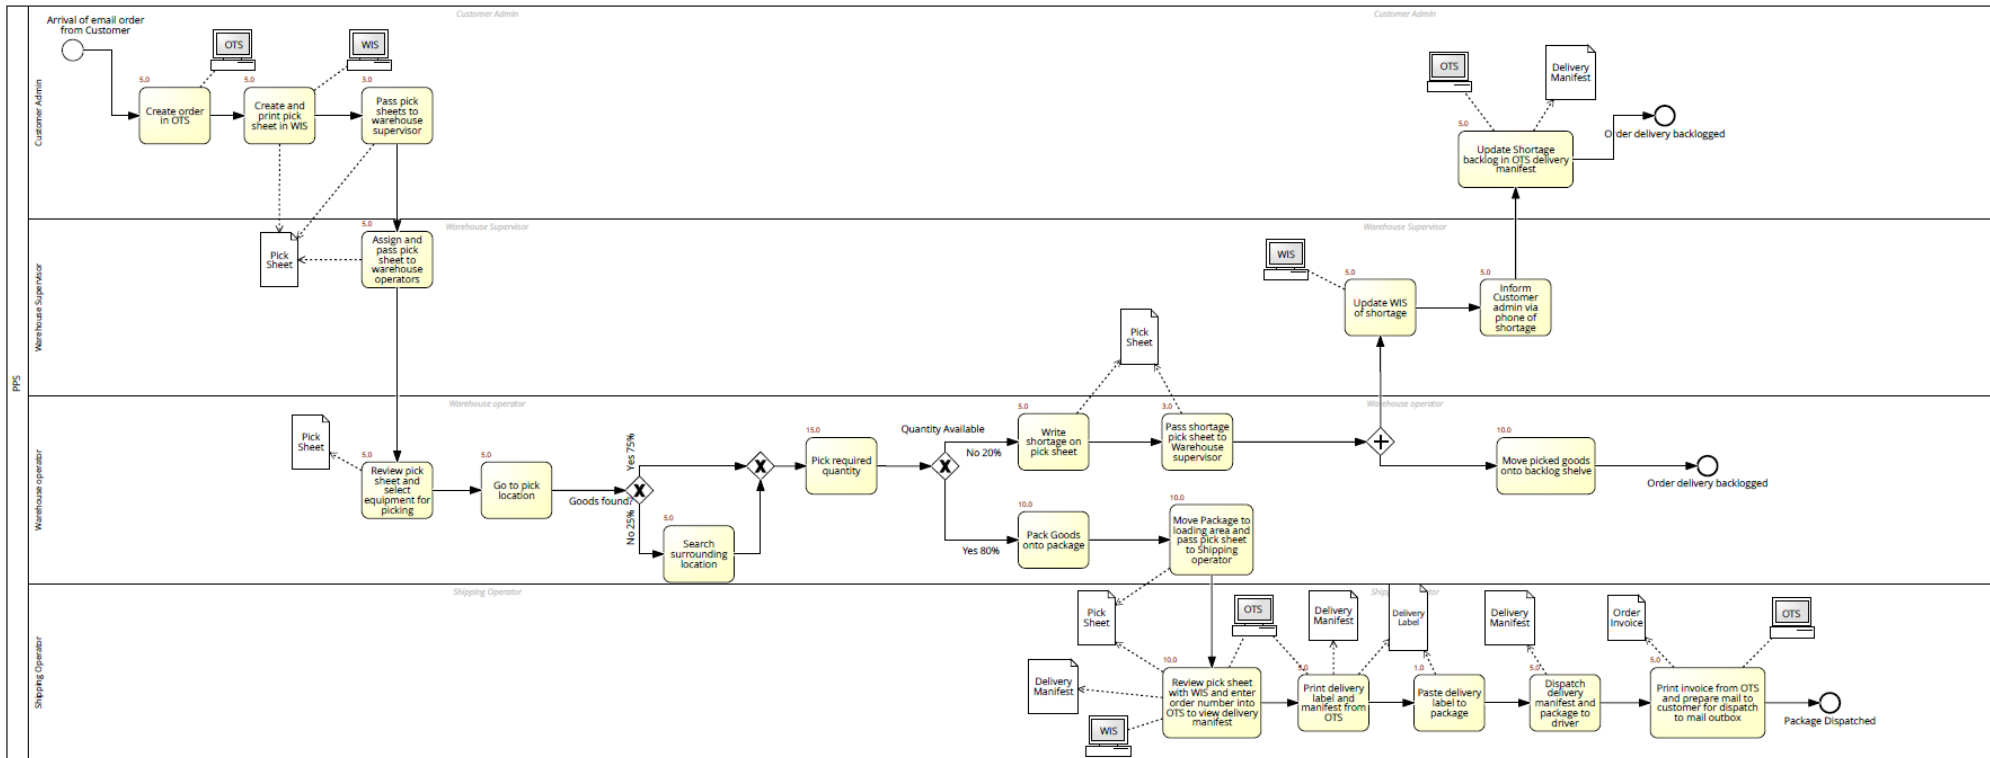 Customer Admin
Customer Admin
Arrival of email order
from Customer
OTS
WIS
5.0
Create order
in OTS
5.0
Create and
print pick
sheet in WIS
3.0
Pass pick
sheets to
warehouse
supervisor
OTS
Delivery
Manifest
5.0
Update Shortage
backlog in OTS delivery
manifest
Order delivery backlogged
Customer Admin
Warehouse Supervisor
Warehouse Supervisor
Pick
Sheet
5.0
Assign and
pass pick
sheet to
warehouse
operators
WIS
5.0
Update WIS
of shortage
5.0
Inform
Customer
admin via
phone of
shortage
Pick
Sheet
Warehouse Supervisor
PPS
Warehouse operator
Warehouse operator
Pick
Sheet
5.0
Review pick
sheet and
select
equipment for
picking
5.0
Go to pick
location
Goods found?
Yes 75%
No 25%
5.0
Search
surrounding
location
15.0
Pick required
quantity
Quantity Available
No 20%
Yes 80%
5.0
Write
shortage on
pick sheet
3.0
Pass shortage
pick sheet to
Warehouse
supervisor
10.0
Move picked goods
onto backlog shelve
Order delivery backlogged
10.0
Pack Goods
onto package
10.0
Move Package to
loading area and
pass pick sheet
to Shipping
operator
Warehouse operator
Shipping Operator
Pick
Sheet
OTS
Delivery
Manifest
Delivery
Label
Delivery
Manifest
Order
Invoice
OTS
Delivery
Manifest
WIS
10.0
Review pick sheet
with WIS and enter
order number into
OTS to view delivery
manifest
5.0
Print delivery
label and
manifest from
OTS
1.0
Paste delivery
label to
package
5.0
Dispatch
delivery
manifest and
package to
driver
5.0
Print invoice from OTS
and prepare mail to
customer for dispatch
to mail outbox
Package Dispatched
Shipping Operator